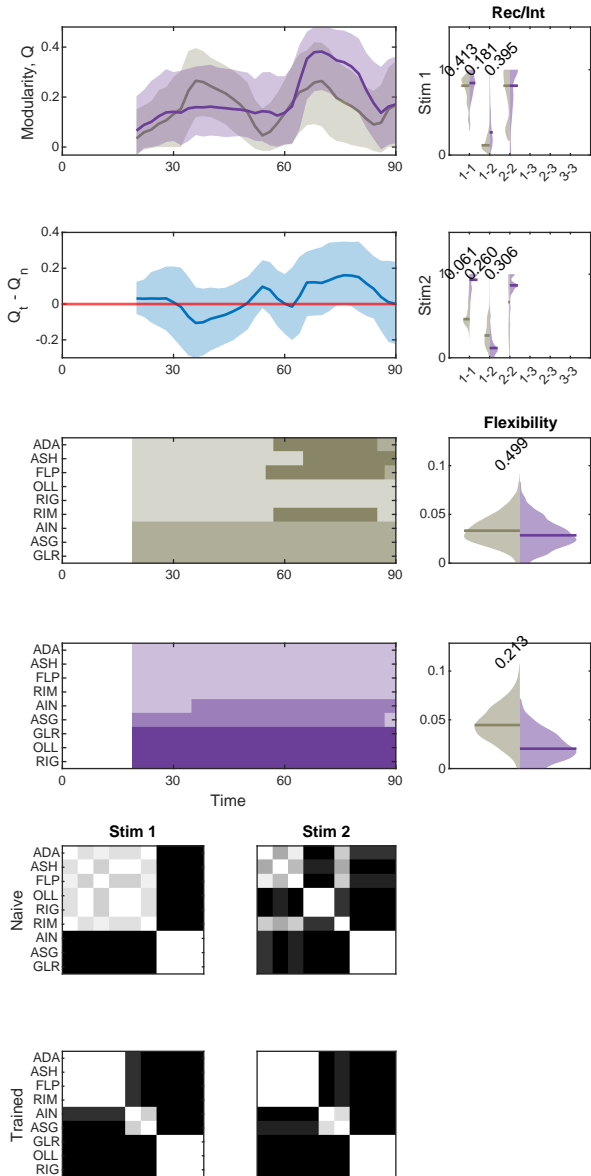 Modularity, Q
0.4
0.2
0
0
30
60
90
Rec/Int
Stim 1
0
0.413
0.181
0.395
1-1
1-2
2-2
1-3
2-3
3-3
Q_t - Q_n
0.4
0.2
0
-0.2
0
30
60
90
Stim2
0
0.061
0.260
0.306
1-1
1-2
2-2
1-3
2-3
3-3
ADA
ASH
FLP
OLL
RIG
RIM
AIN
ASG
GLR
0
30
60
90
Flexibility
0.1
0.05
0
0.499
ADA
ASH
FLP
RIM
AIN
ASG
GLR
OLL
RIG
0
30
60
90
Time
0.1
0.05
0
0.213
Stim 1
Stim 2
Naive
ADA
ASH
FLP
OLL
RIG
RIM
AIN
ASG
GLR
Trained
ADA
ASH
FLP
RIM
AIN
ASG
GLR
OLL
RIG